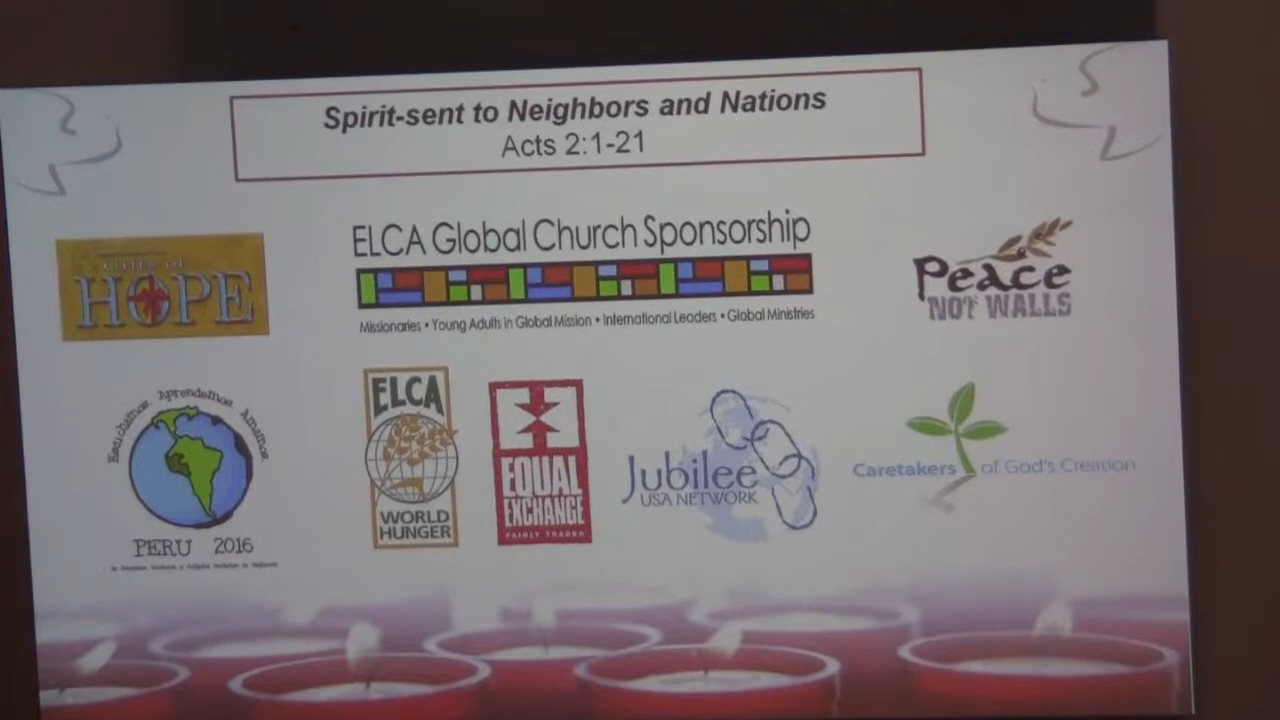 Spirit-sent to Neighbors and Nations
Acts 2:1-21
HOPE
ELCA Global Church Sponsorship
Missionaries • Young Adults in Global Mission • International Leaders • Global Ministries
Peace
NOT WALLS
Escuchamos. Aprendemos. Amamos.
PERU 2016
ELCA
WORLD
HUNGER
EQUAL
EXCHANGE
FAIRLY TRADED
Jubilee
USA NETWORK
Caretakers of God's Creation